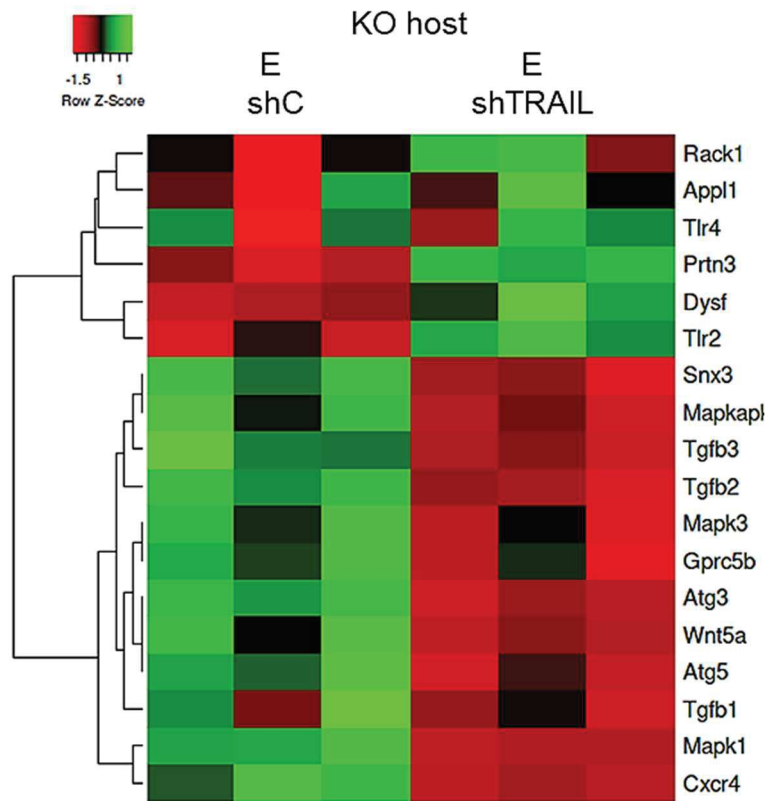 KO host
E E
shC shTRAIL
-1.5 1
Row Z-Score
Rack1
Appl1
Tlr4
Prtn3
Dysf
Tlr2
Snx3
Mapkapk
Tgfb3
Tgfb2
Mapk3
Gprc5b
Atg3
Wnt5a
Atg5
Tgfb1
Mapk1
Cxcr4